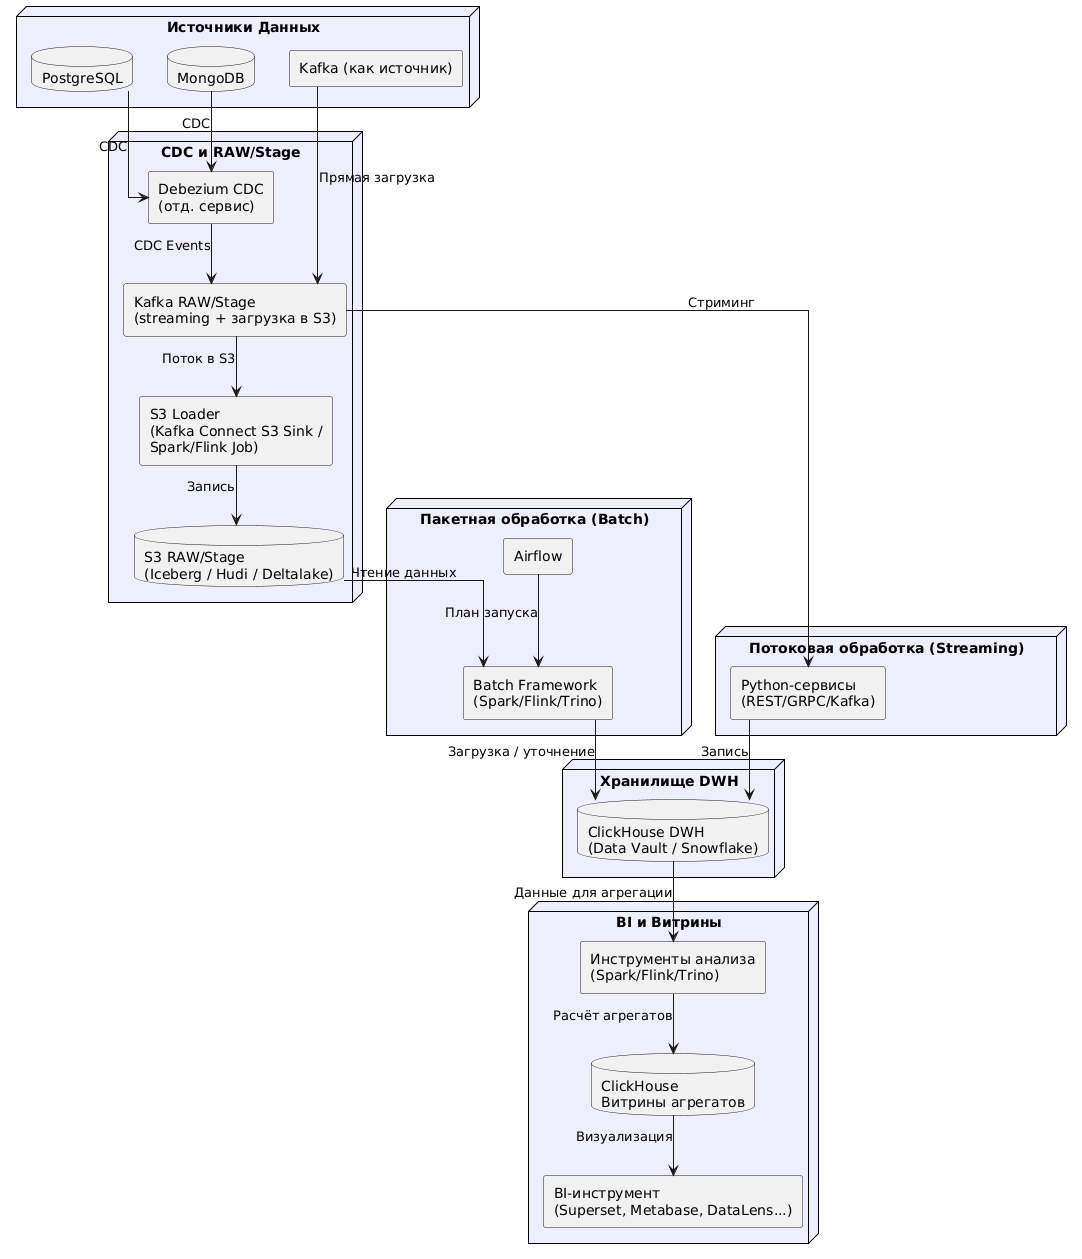 Источники Данных
PostgreSQL
MongoDB
Kafka (как источник)
CDC
CDC
CDC и RAW/Stage
Прямая загрузка
Debezium CDC
(отд. сервис)
CDC Events
Kafka RAW/Stage
(streaming + загрузка в S3)
Стриминг
Поток в S3
S3 Loader
(Kafka Connect S3 Sink /
Spark/Flink Job)
Запись
S3 RAW/Stage
(Iceberg / Hudi / Deltalake)
Чтение данных
Пакетная обработка (Batch)
Airflow
План запуска
Batch Framework
(Spark/Flink/Trino)
Потоковая обработка (Streaming)
Python-сервисы
(REST/GRPC/Kafka)
Загрузка / уточнение
Запись
Хранилище DWH
ClickHouse DWH
(Data Vault / Snowflake)
Данные для агрегации
BI и Витрины
Инструменты анализа
(Spark/Flink/Trino)
Расчёт агрегатов
ClickHouse
Витрины агрегатов
Визуализация
BI-инструмент
(Superset, Metabase, DataLens...)